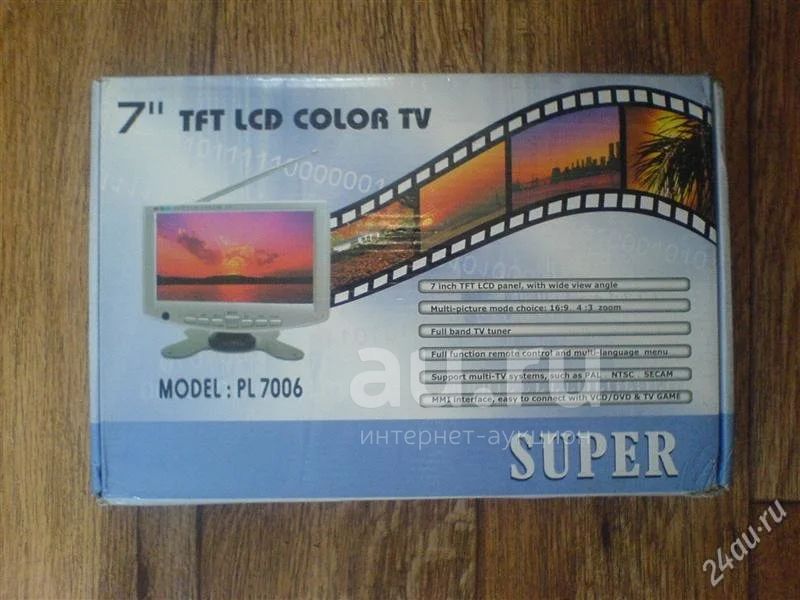 7" TFT LCD COLOR TV
1011111100000001
7 inch TFT LCD panel, with wide view angle
Multi-picture mode choice: 16:9 4:3 zoom
Full band TV tuner
Full function remote control and multi-language menu
Support multi-TV systems, such as PAL NTSC SECAM
MMI interface, easy to connect with VCD/DVD & TV GAME
MODEL : PL 7006
SUPER
au.ru
интернет-аукцион
24au.ru